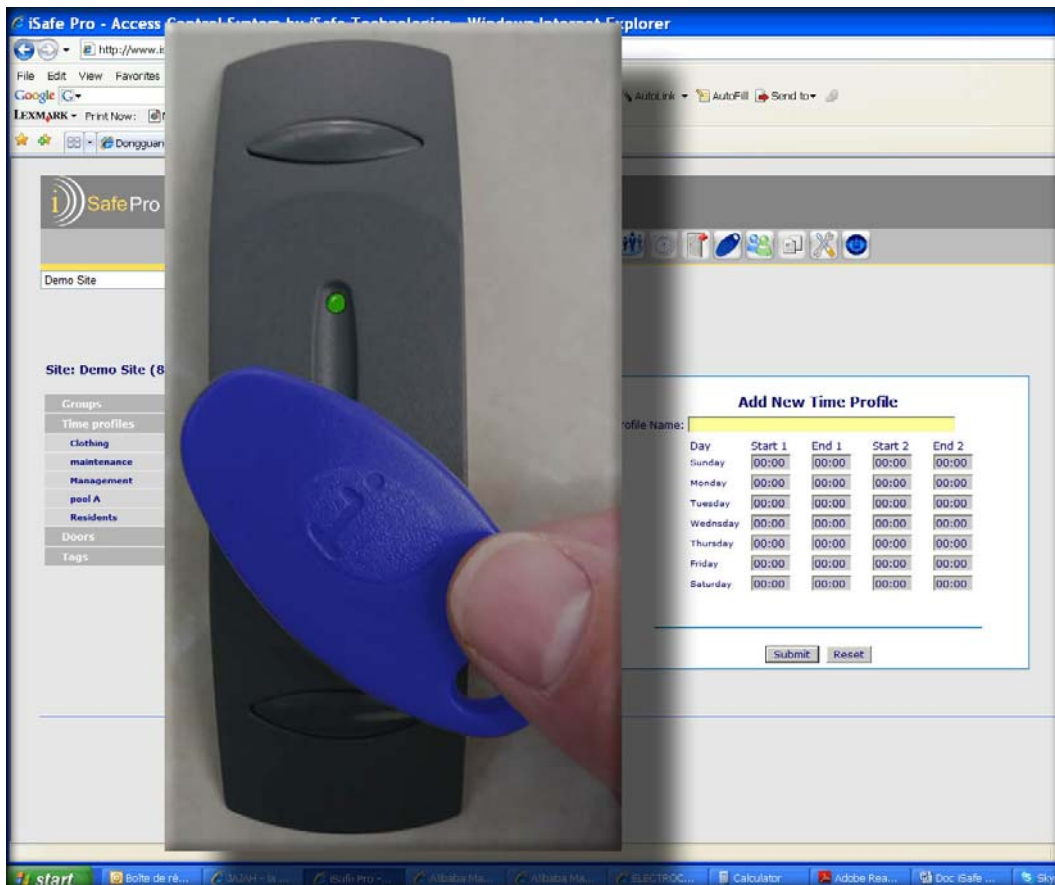 iSafe Pro - Access Control System by iSafe Technologies - Windows Internet Explorer
http://www.is
File Edit View Favorites
Google G AutoLink AutoFill Send to
LEXMARK Print Now:
Dongguan
i)))SafePro
Demo Site
Site: Demo Site (8
Groups
Time profiles
Clothing
maintenance
Management
pool A
Residents
Doors
Tags
Add New Time Profile
rofile Name:
Day Start 1 End 1 Start 2 End 2
Sunday 00:00 00:00 00:00 00:00
Monday 00:00 00:00 00:00 00:00
Tuesday 00:00 00:00 00:00 00:00
Wednsday 00:00 00:00 00:00 00:00
Thursday 00:00 00:00 00:00 00:00
Friday 00:00 00:00 00:00 00:00
Saturday 00:00 00:00 00:00 00:00
Submit Reset
start Boîte de ré... JAJAH - la ... iSafe Pro -... Alibaba Ma... Alibaba Ma... ELECTROC... Calculator Adobe Rea... Doc iSafe ... Sky